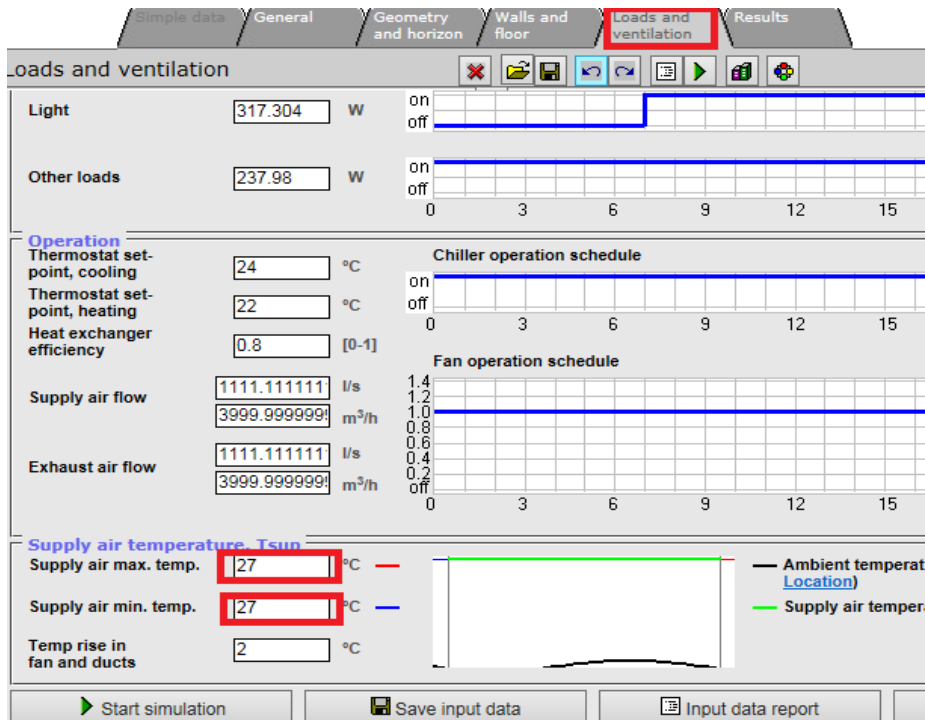 Simple data
General
Geometry and horizon
Walls and floor
Loads and ventilation
Results
Loads and ventilation
Light
317.304
W
on
off
Other loads
237.98
W
on
off
0 3 6 9 12 15
Operation
Thermostat set-
point, cooling
24
°C
Chiller operation schedule
on
off
0 3 6 9 12 15
Thermostat set-
point, heating
22
°C
Heat exchanger
efficiency
0.8
[0-1]
Fan operation schedule
1.4
1.2
1.0
0.8
0.6
0.4
0.2
off
0 3 6 9 12 15
Supply air flow
1111.111111
l/s
3999.999999
m³/h
Exhaust air flow
1111.111111
l/s
3999.999999
m³/h
Supply air temperature, Tsup
Supply air max. temp.
27
°C
Supply air min. temp.
27
°C
Temp rise in
fan and ducts
2
°C
Ambient temperat
Location)
Supply air temper
Start simulation
Save input data
Input data report